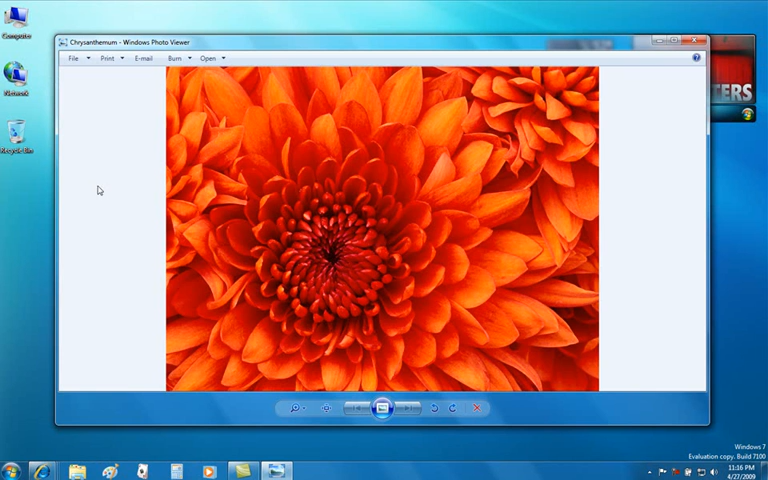 Computer
Network
Recycle Bin
Chrysanthemum - Windows Photo Viewer
File
Print
E-mail
Burn
Open
TERS
Windows 7
Evaluation copy. Build 7100
11:16 PM
4/27/2009